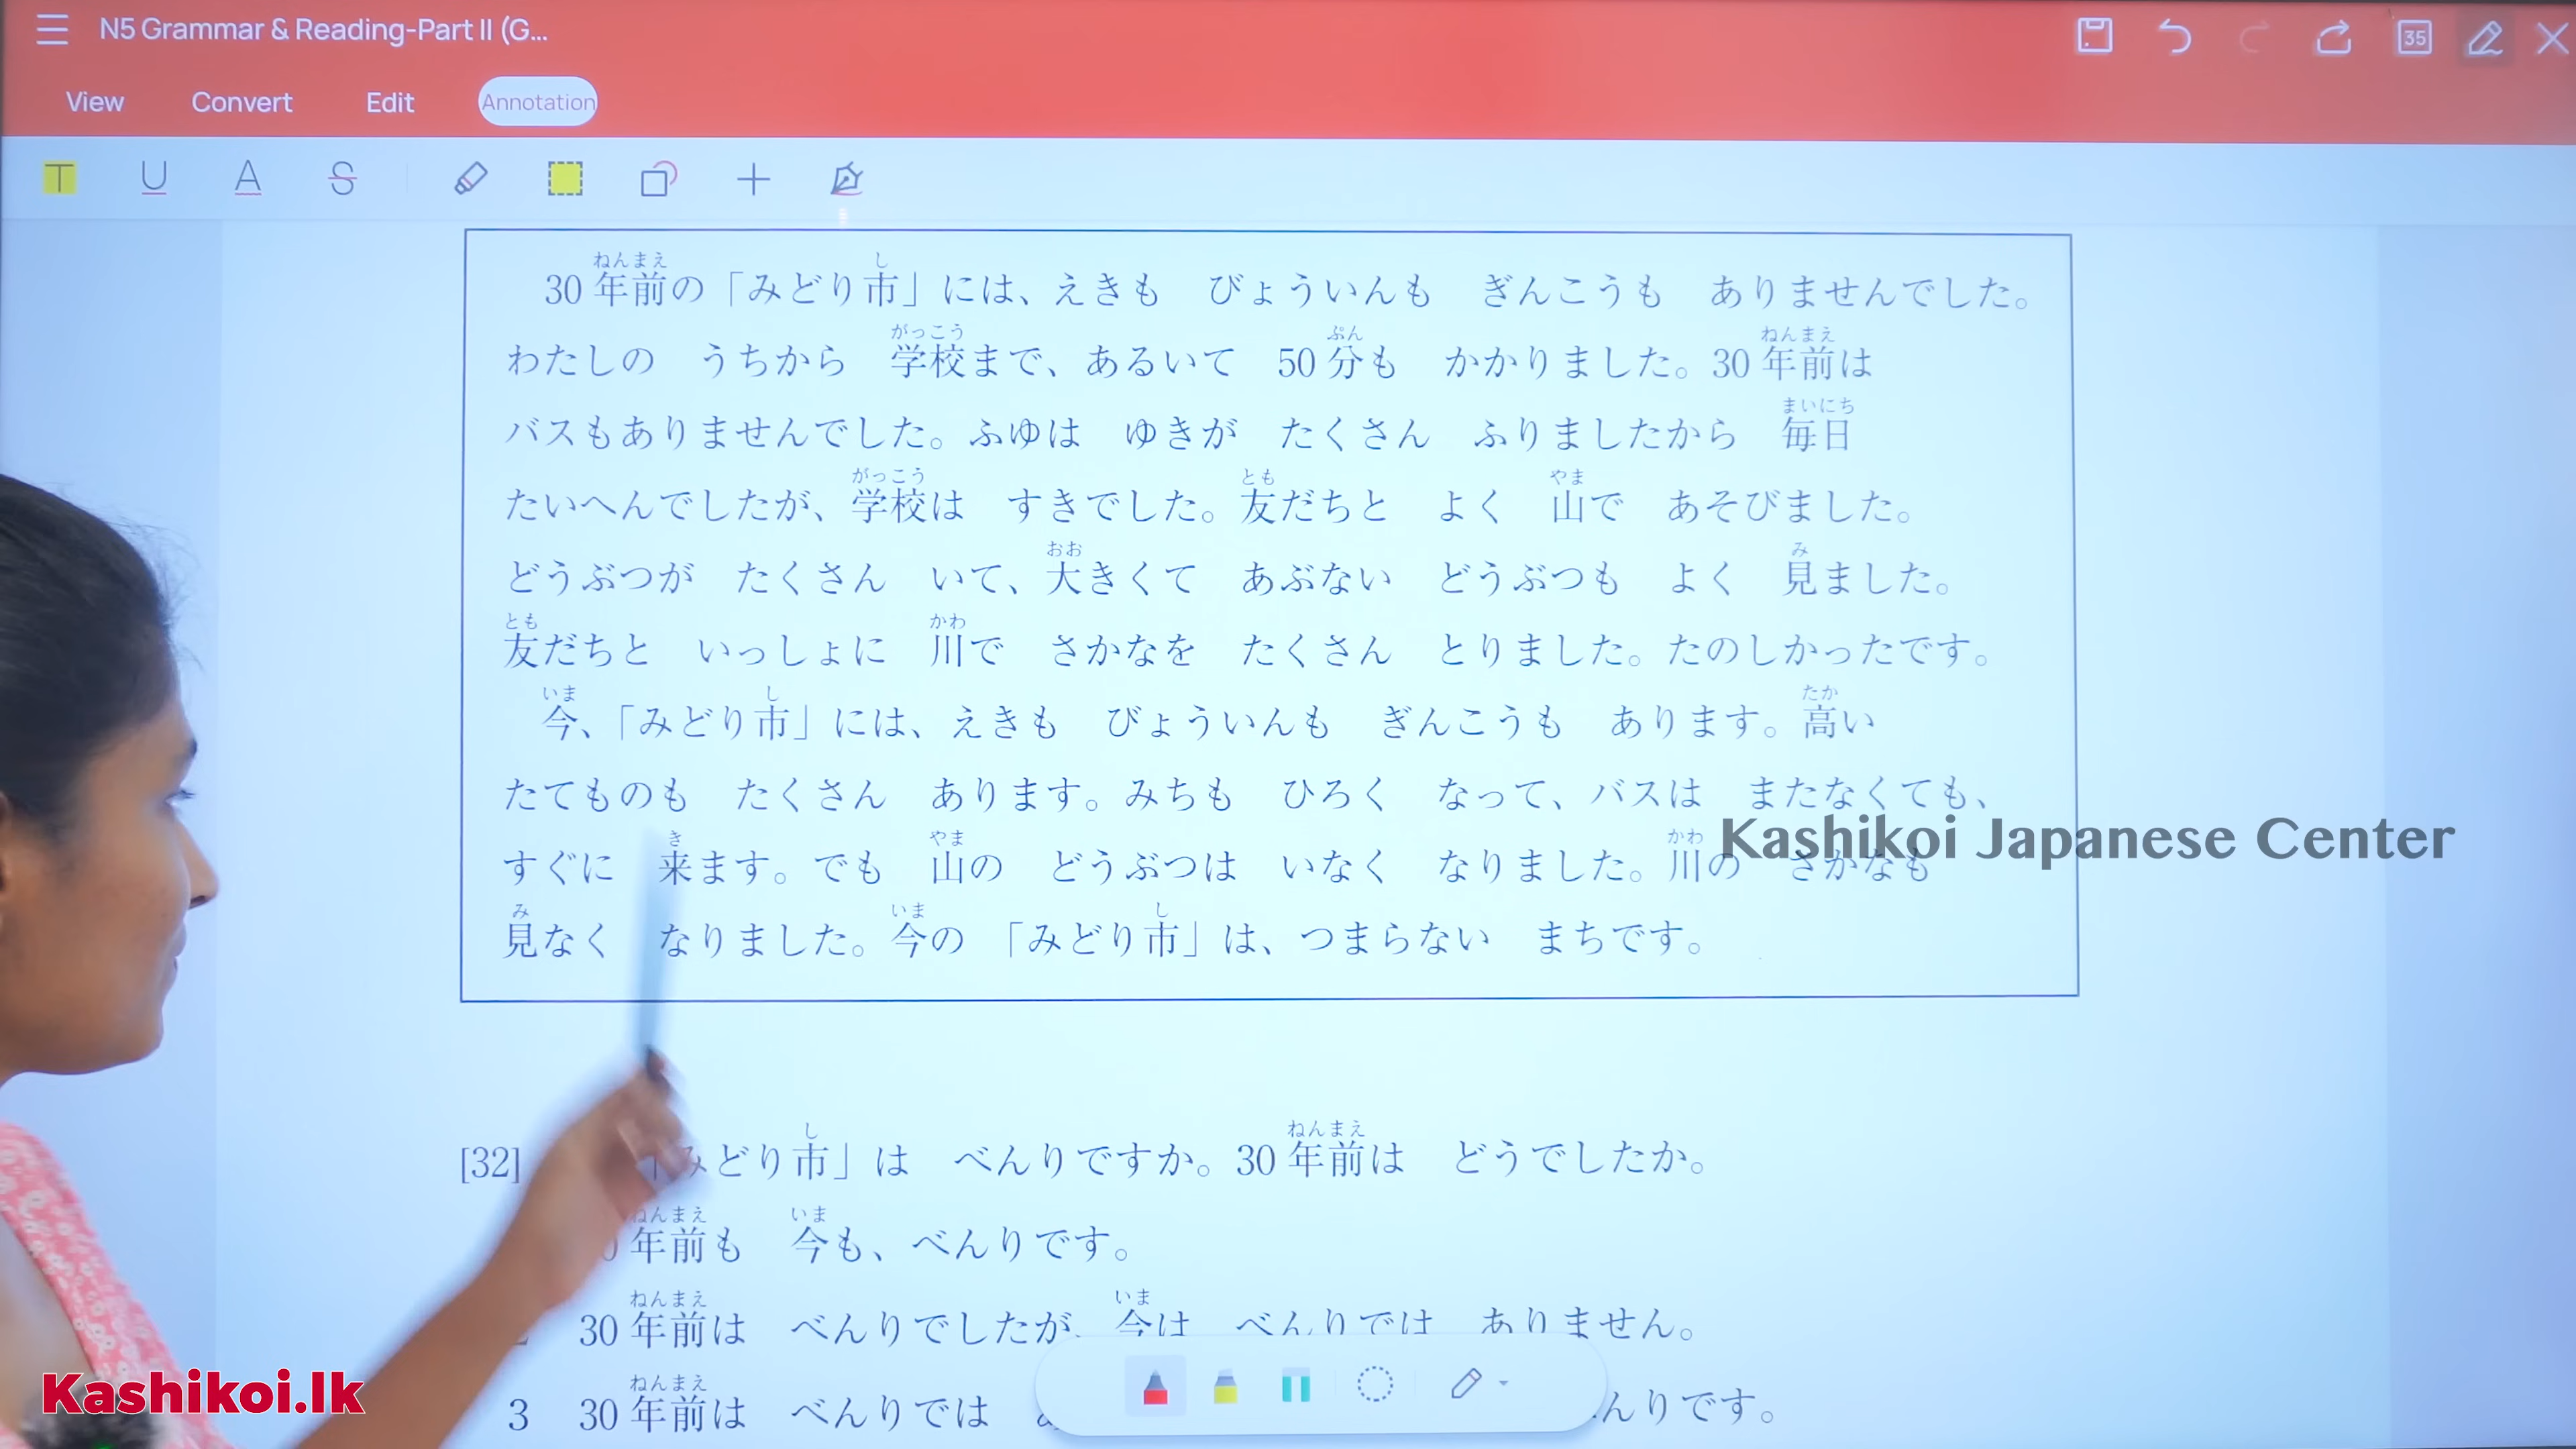 N5 Grammar & Reading-Part II (G...
35
View Convert Edit Annotation
T U A S
30年前の「みどり市」には、えきも びょういんも ぎんこうも ありませんでした。
わたしの うちから 学校まで、あるいて 50分も かかりました。30年前は
バスもありませんでした。ふゆは ゆきが たくさん ふりましたから 毎日
たいへんでしたが、学校は すきでした。友だちと よく 山で あそびました。
どうぶつが たくさん いて、大きくて あぶない どうぶつも よく 見ました。
友だちと いっしょに 川で さかなを たくさん とりました。たのしかったです。
今、「みどり市」には、えきも びょういんも ぎんこうも あります。高い
たてものも たくさん あります。みちも ひろく なって、バスは またなくても、
Kashikoi Japanese Center
すぐに 来ます。でも 山の どうぶつは いなく なりました。川の さかなも
見なく なりました。今の 「みどり市」は、つまらない まちです。
[32] みどり市」は べんりですか。30年前は どうでしたか。
年前も 今も、べんりです。
30年前は べんりでしたが、今は べんりでは ありません。
3 30年前は べんりでは んりです。
Kashikoi.lk